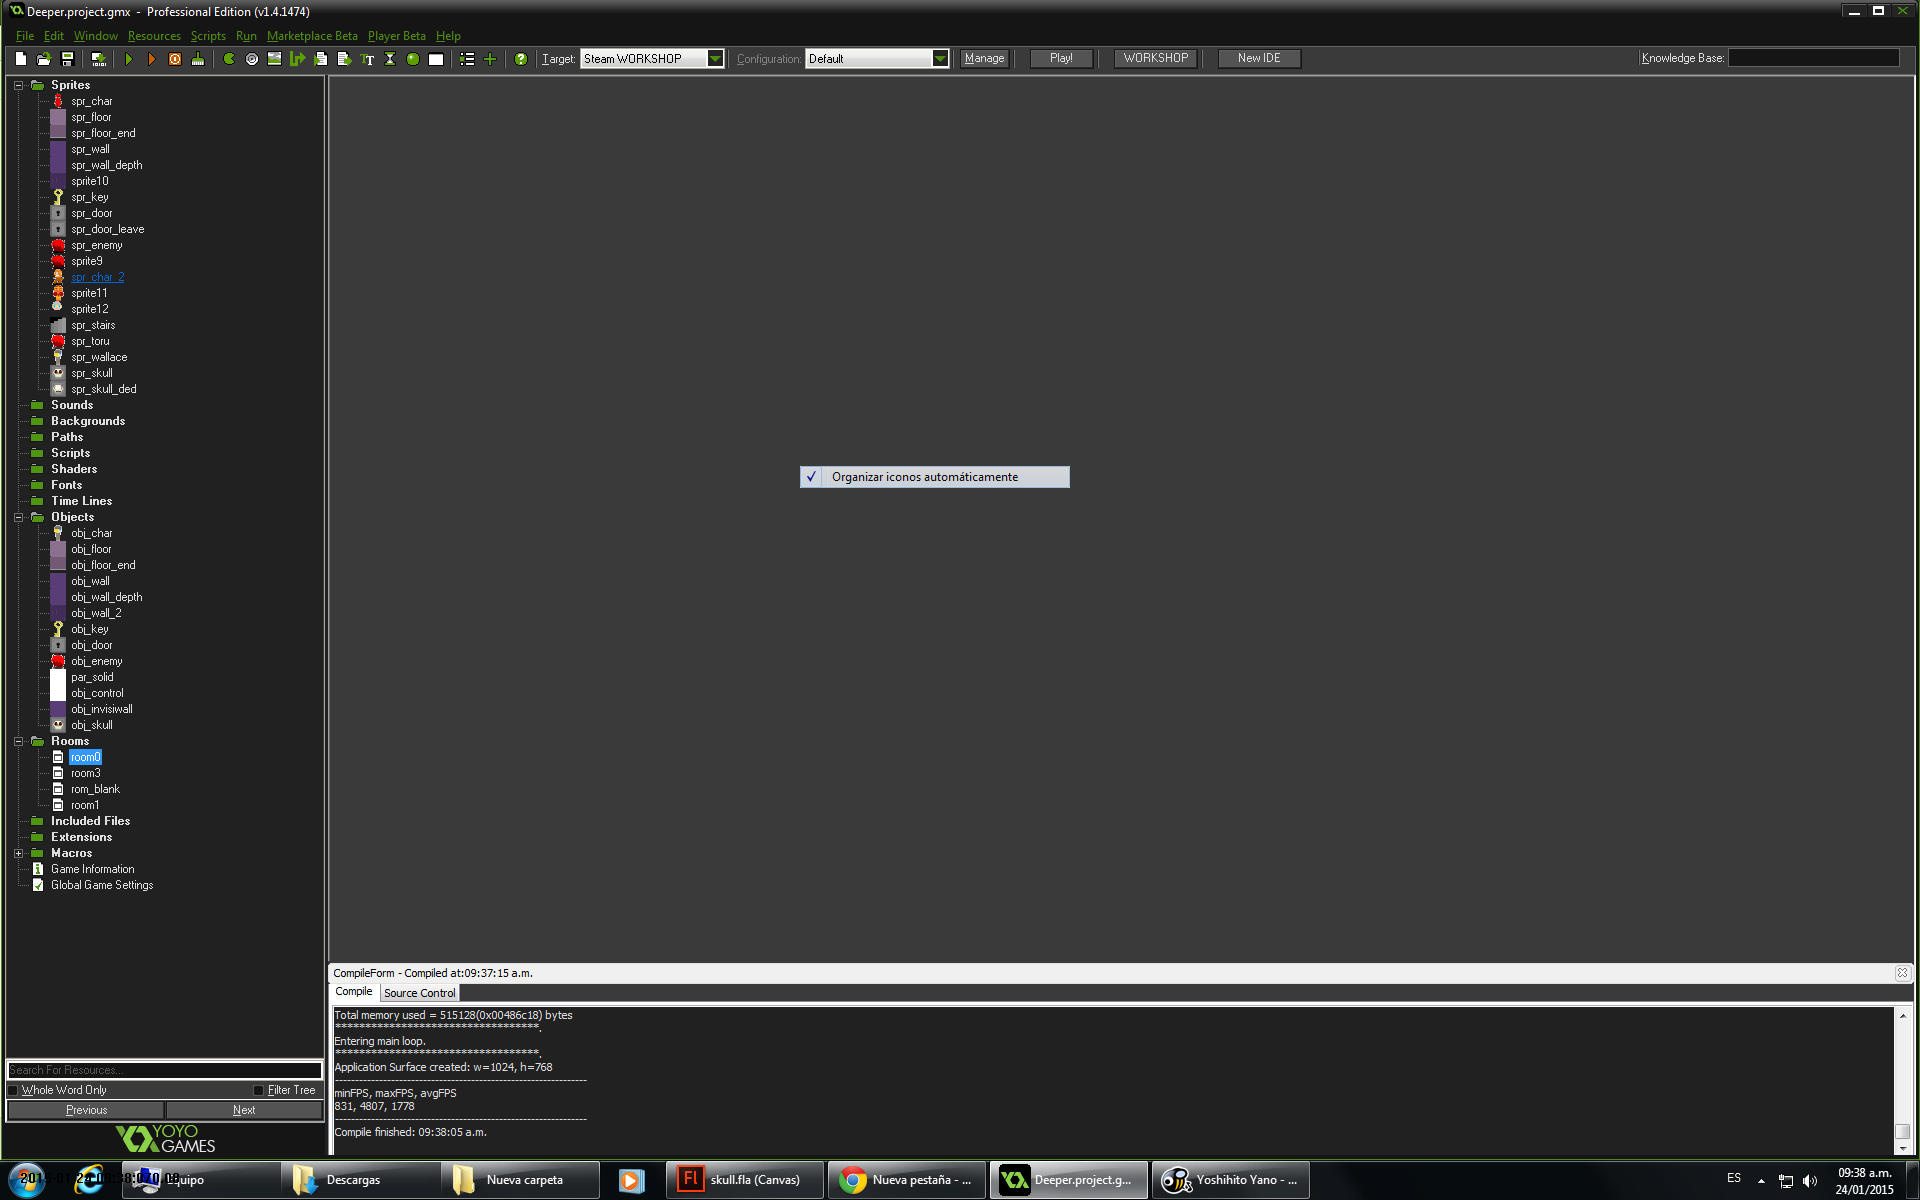 Deeper.project.gmx - Professional Edition (v1.4.1474)
File Edit Window Resources Scripts Run Marketplace Beta Player Beta Help
Target: Steam WORKSHOP Configuration: Default Manage Play! WORKSHOP New IDE Knowledge Base:
Sprites
spr_char
spr_floor
spr_floor_end
spr_wall
spr_wall_depth
sprite10
spr_key
spr_door
spr_door_leave
spr_enemy
sprite9
spr_char_2
sprite11
sprite12
spr_stairs
spr_toru
spr_wallace
spr_skull
spr_skull_ded
Sounds
Backgrounds
Paths
Scripts
Shaders
Fonts
Time Lines
Objects
obj_char
obj_floor
obj_floor_end
obj_wall
obj_wall_depth
obj_wall_2
obj_key
obj_door
obj_enemy
par_solid
obj_control
obj_invisiwall
obj_skull
Rooms
room0
room3
rom_blank
room1
Included Files
Extensions
Macros
Game Information
Global Game Settings
Search For Resources...
Whole Word Only Filter Tree
Previous Next
YOYO
GAMES
Organizar iconos automáticamente
CompileForm - Compiled at:09:37:15 a.m.
Compile Source Control
Total memory used = 515128(0x00486c18) bytes
**********************************.
Entering main loop.
**********************************.
Application Surface created: w=1024, h=768
---------------------------------------------------------------
minFPS, maxFPS, avgFPS
831, 4807, 1778
---------------------------------------------------------------
Compile finished: 09:38:05 a.m.
Equipo Descargas Nueva carpeta skull.fla (Canvas) Nueva pestaña - ... Deeper.project.g... Yoshihito Yano - ... ES
09:38 a.m.
24/01/2015